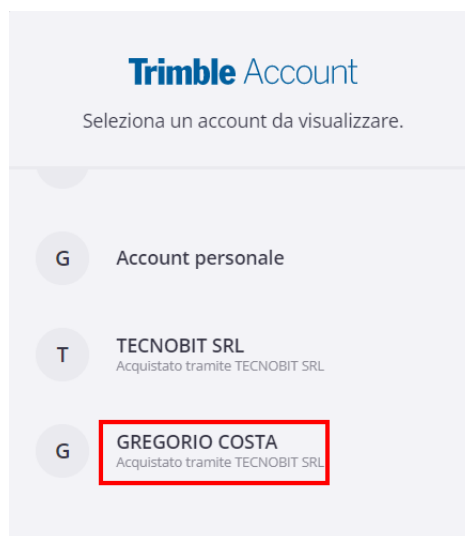 Trimble Account
Seleziona un account da visualizzare.
G
Account personale
T
TECNOBIT SRL
Acquistato tramite TECNOBIT SRL
G
GREGORIO COSTA
Acquistato tramite TECNOBIT SRL